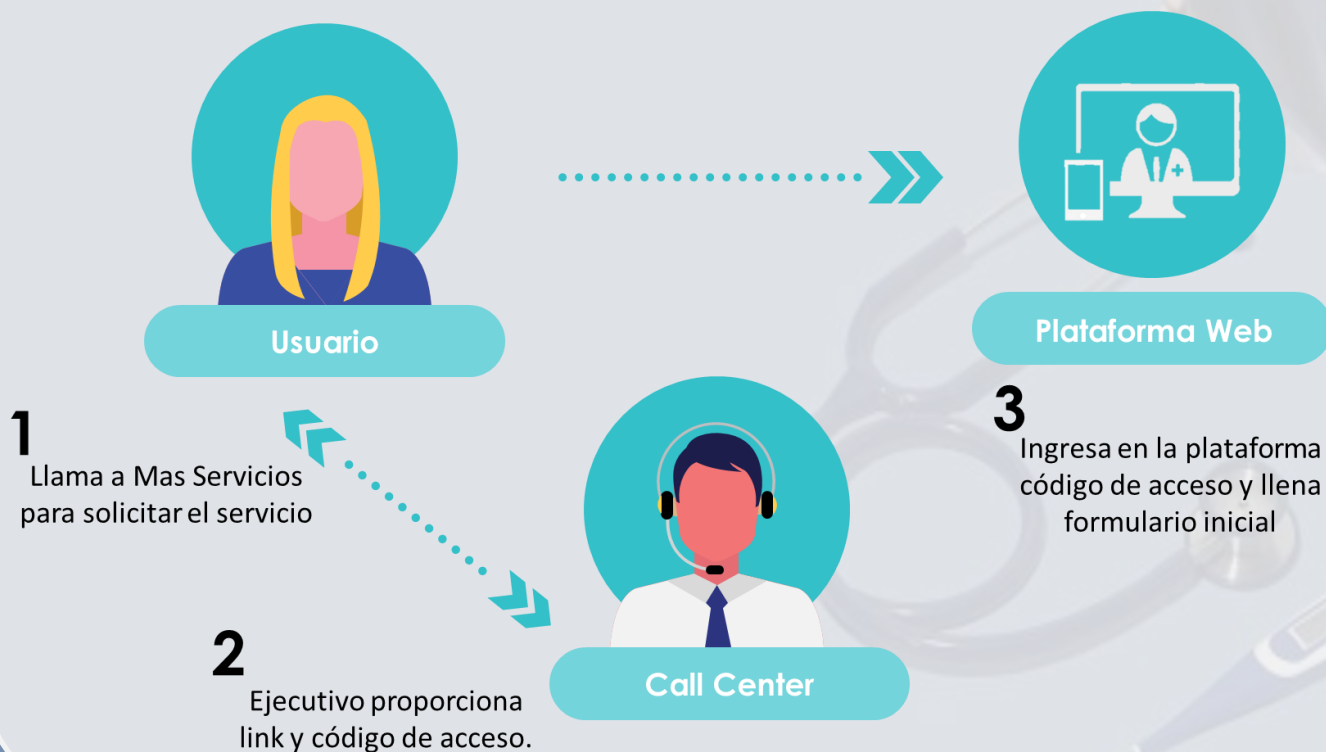 Usuario
Plataforma Web
1
Llama a Mas Servicios
para solicitar el servicio
2
Ejecutivo proporciona
link y código de acceso.
Call Center
3
Ingresa en la plataforma
código de acceso y llena
formulario inicial